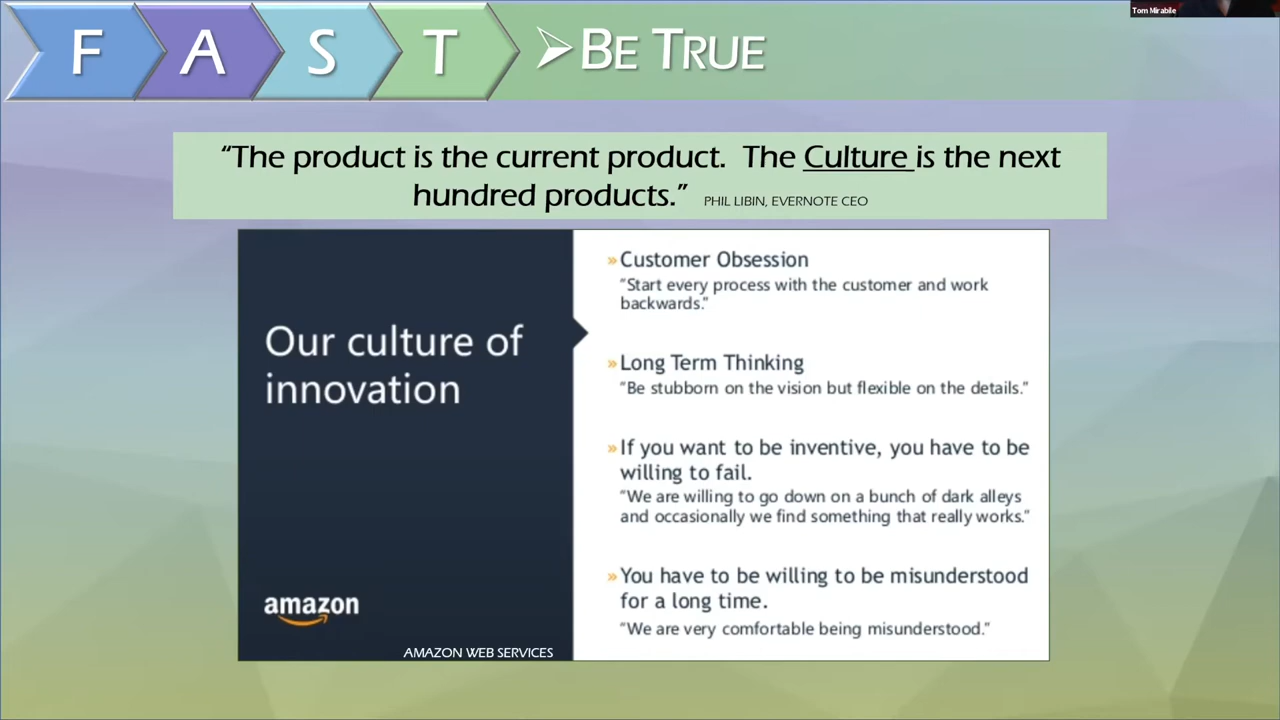 Tom Mirabile
F A S T ➢BE TRUE
“The product is the current product. The Culture is the next
hundred products.” PHIL LIBIN, EVERNOTE CEO
Our culture of
innovation
amazon
AMAZON WEB SERVICES
» Customer Obsession
“Start every process with the customer and work
backwards.”
» Long Term Thinking
“Be stubborn on the vision but flexible on the details.”
» If you want to be inventive, you have to be
willing to fail.
“We are willing to go down on a bunch of dark alleys
and occasionally we find something that really works.”
» You have to be willing to be misunderstood
for a long time.
“We are very comfortable being misunderstood.”